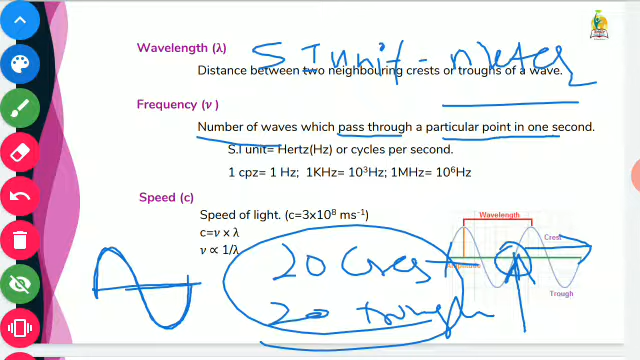 Wavelength (λ)
S I unit - meter
Distance between two neighbouring crests or troughs of a wave.
Frequency (ν )
Number of waves which pass through a particular point in one second.
S.I unit= Hertz(Hz) or cycles per second.
1 cpz= 1 Hz; 1KHz= 10³Hz; 1MHz= 10⁶Hz
Speed (c)
Speed of light. (c=3x10⁸ ms⁻¹)
c=ν x λ
ν ∝ 1/λ
Wavelength
Crest
Trough
20 Crest
20 trough